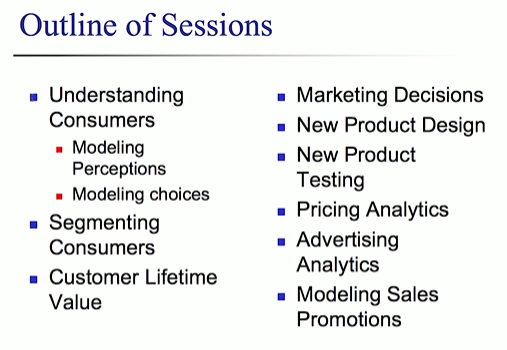 Outline of Sessions
Understanding
Consumers
Modeling
Perceptions
Modeling choices
Segmenting
Consumers
Customer Lifetime
Value
Marketing Decisions
New Product Design
New Product
Testing
Pricing Analytics
Advertising
Analytics
Modeling Sales
Promotions